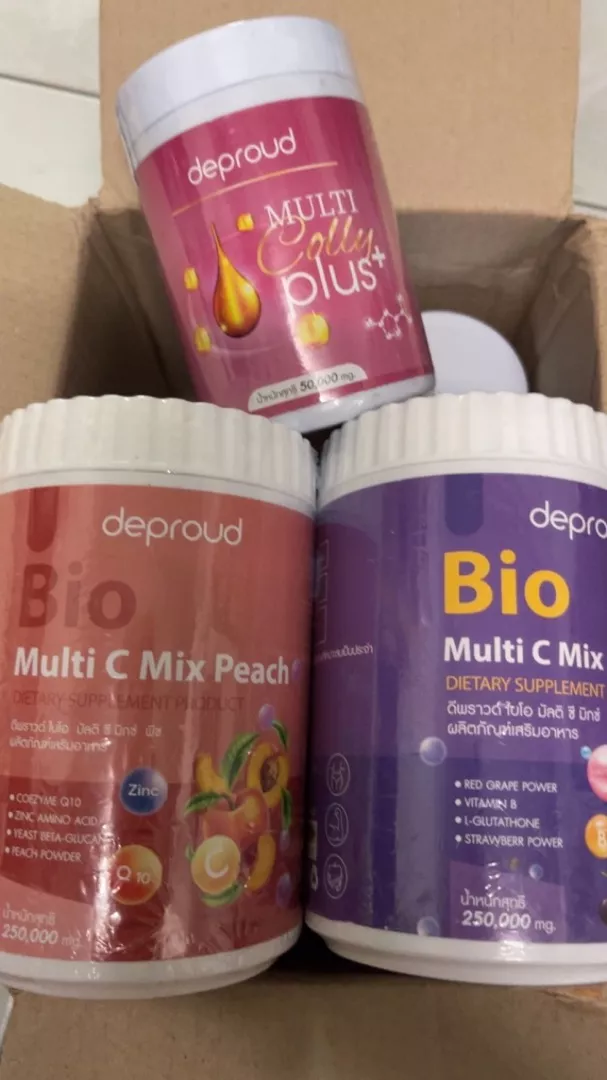 deproud
MULTI
Colly
plus+
น้ำหนักสุทธิ 50,000 mg.
deproud
Bio
Multi C Mix Peach
DIETARY SUPPLEMENT PRODUCT
ดีพราวด์ ไบโอ มัลติ ซี มิกซ์ พีช
ผลิตภัณฑ์เสริมอาหาร
Zinc
• COEZYME Q10
• ZINC AMINO ACID
• YEAST BETA-GLUCAN
• PEACH POWDER
Q 10
C
น้ำหนักสุทธิ
250,000 mg.
depro
Bio
Multi C Mix
DIETARY SUPPLEMENT
ดีพราวด์ ไบโอ มัลติ ซี มิกซ์
ผลิตภัณฑ์เสริมอาหาร
• RED GRAPE POWER
• VITAMIN B
• L-GLUTATHONE
• STRAWBERR POWER
B
น้ำหนักสุทธิ
250,000 mg.